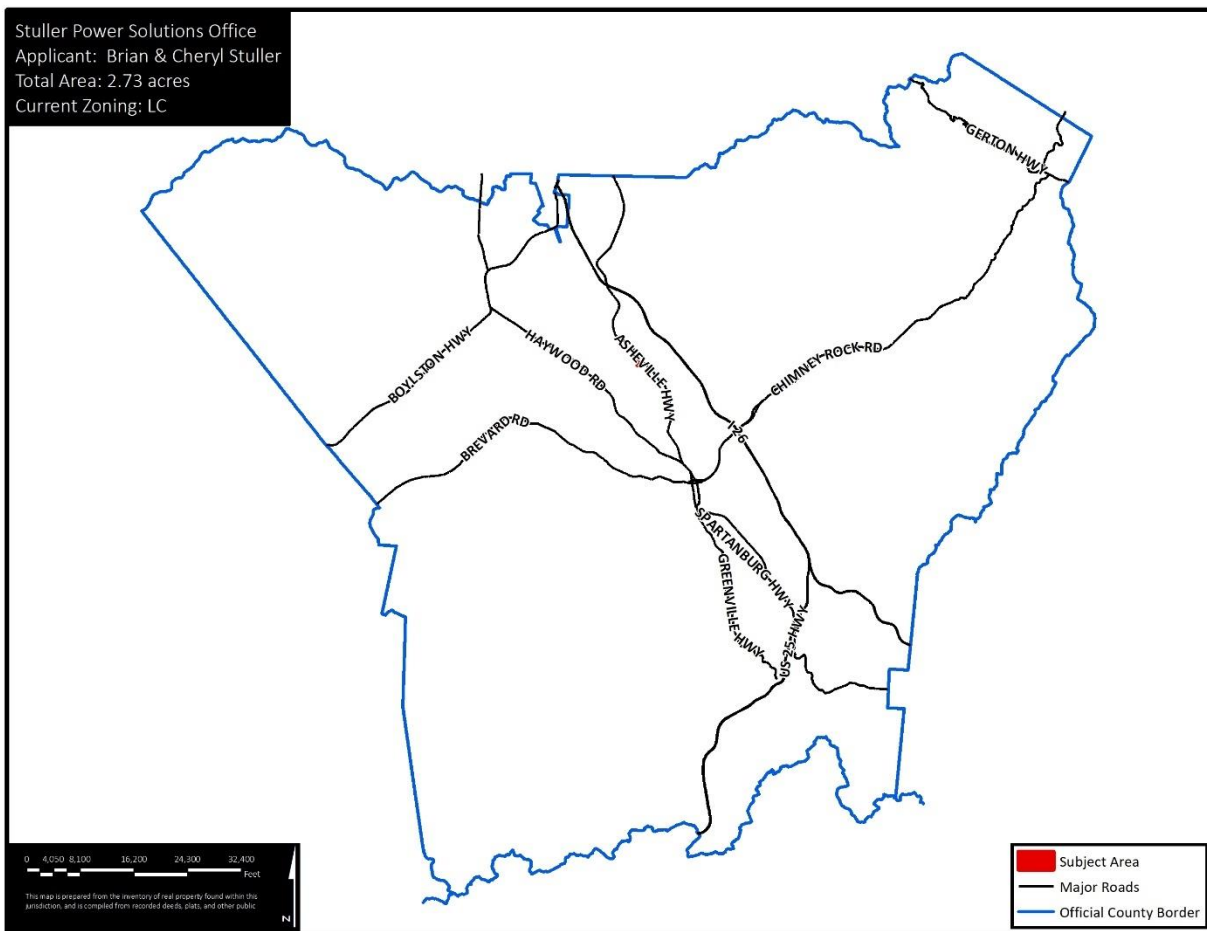 Stuller Power Solutions Office
Applicant: Brian & Cheryl Stuller
Total Area: 2.73 acres
Current Zoning: LC
GERTON HWY
BOYLSTON HWY
HAYWOOD RD
ASHEVILLE HWY
CHIMNEY ROCK RD
BREVARD RD
I-26
SPARTANBURG HWY
GREENVILLE HWY
US 25 HWY
0 4,050 8,100 16,200 24,300 32,400
Feet
This map is prepared from the inventory of real property found within this
jurisdiction, and is compiled from recorded deeds, plats, and other public
N
Subject Area
Major Roads
Official County Border